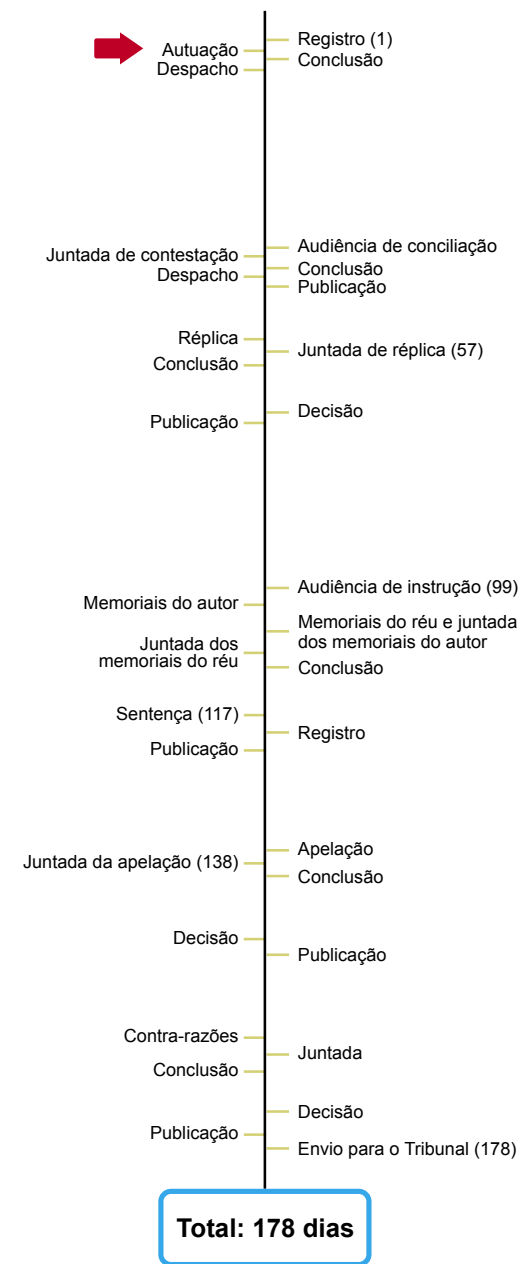 Registro (1)
Autuação
Conclusão
Despacho
Audiência de conciliação
Juntada de contestação
Conclusão
Despacho
Publicação
Réplica
Juntada de réplica (57)
Conclusão
Decisão
Publicação
Audiência de instrução (99)
Memoriais do autor
Memoriais do réu e juntada
dos memoriais do autor
Juntada dos
memoriais do réu
Conclusão
Sentença (117)
Registro
Publicação
Apelação
Juntada da apelação (138)
Conclusão
Decisão
Publicação
Contra-razões
Juntada
Conclusão
Decisão
Publicação
Envio para o Tribunal (178)
Total: 178 dias